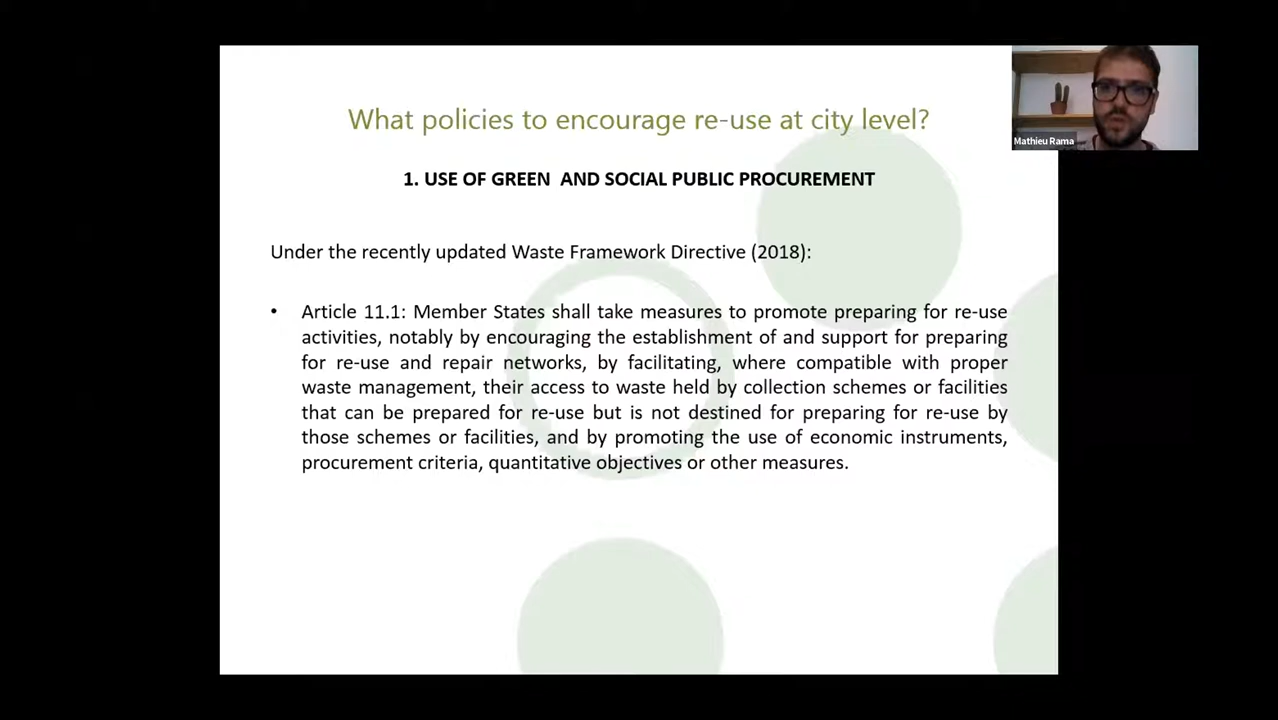 What policies to encourage re-use at city level?
Mathieu Rama
1. USE OF GREEN  AND SOCIAL PUBLIC PROCUREMENT
Under the recently updated Waste Framework Directive (2018):
• Article 11.1: Member States shall take measures to promote preparing for re-use
activities, notably by encouraging the establishment of and support for preparing
for re-use and repair networks, by facilitating, where compatible with proper
waste management, their access to waste held by collection schemes or facilities
that can be prepared for re-use but is not destined for preparing for re-use by
those schemes or facilities, and by promoting the use of economic instruments,
procurement criteria, quantitative objectives or other measures.